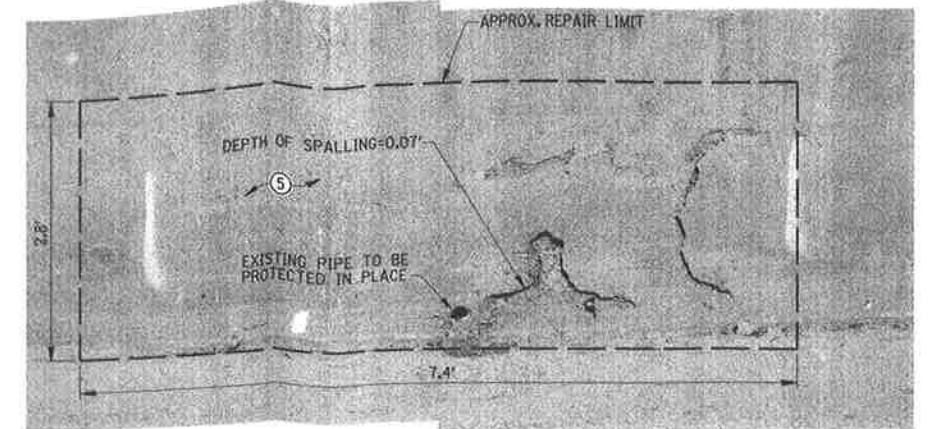 APPROX. REPAIR LIMIT
DEPTH OF SPALLING=0.07'
5
2.8'
EXISTING PIPE TO BE
PROTECTED IN PLACE
7.4'